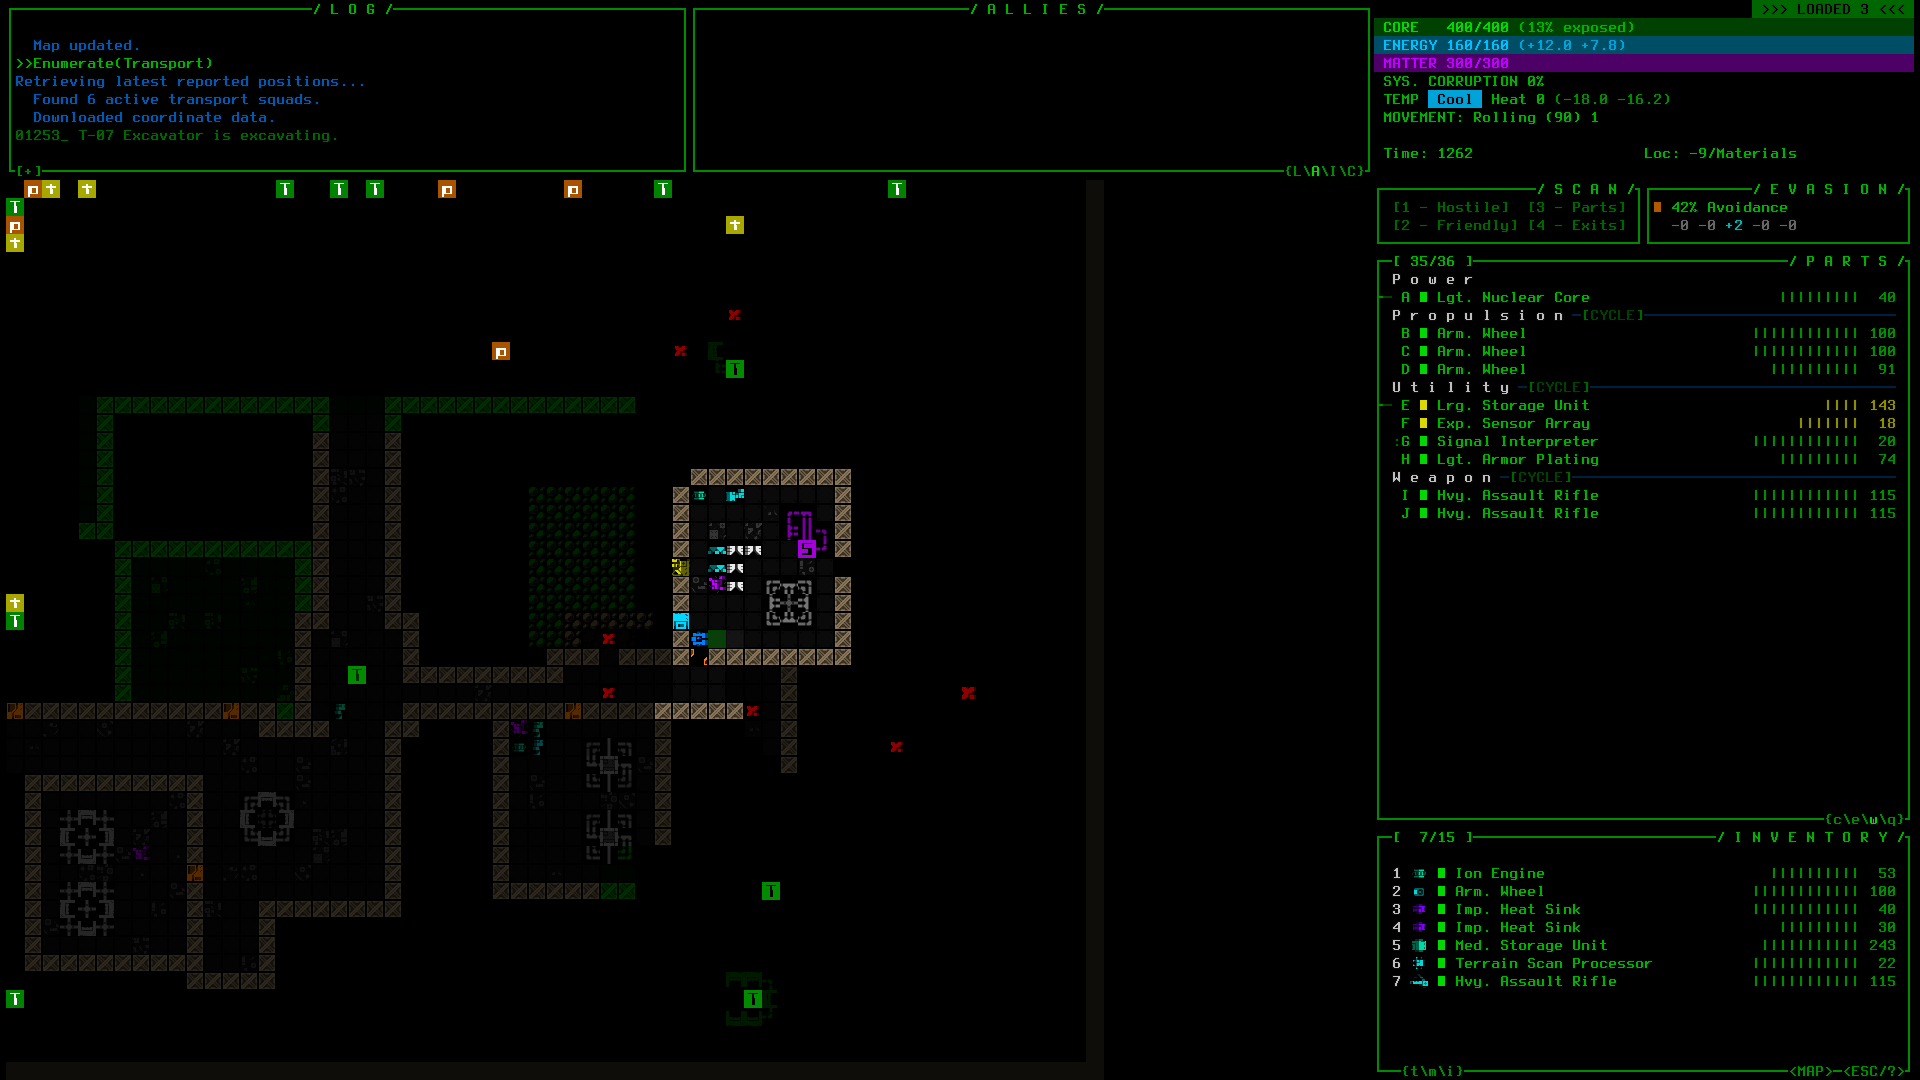 / L O G /
Map updated.
>>Enumerate(Transport)
Retrieving latest reported positions...
Found 6 active transport squads.
Downloaded coordinate data.
01253_ T-07 Excavator is excavating.
[+]
/ A L L I E S /
{L\A\I\C}
>>> LOADED 3 <<<
CORE 400/400 (13% exposed)
ENERGY 160/160 (+12.0 +7.8)
MATTER 300/300
SYS. CORRUPTION 0%
TEMP Cool Heat 0 (-18.0 -16.2)
MOVEMENT: Rolling (90) 1
Time: 1262 Loc: -9/Materials
/ S C A N /
[1 - Hostile] [3 - Parts]
[2 - Friendly] [4 - Exits]
/ E V A S I O N /
42% Avoidance
-0 -0 +2 -0 -0
[ 35/36 ] / P A R T S /
P o w e r
A Lgt. Nuclear Core 40
P r o p u l s i o n [CYCLE]
B Arm. Wheel 100
C Arm. Wheel 100
D Arm. Wheel 91
U t i l i t y [CYCLE]
E Lrg. Storage Unit 143
F Exp. Sensor Array 18
:G Signal Interpreter 20
H Lgt. Armor Plating 74
W e a p o n [CYCLE]
I Hvy. Assault Rifle 115
J Hvy. Assault Rifle 115
{c\e\w\q}
[ 7/15 ] / I N V E N T O R Y /
1 Ion Engine 53
2 Arm. Wheel 100
3 Imp. Heat Sink 40
4 Imp. Heat Sink 30
5 Med. Storage Unit 243
6 Terrain Scan Processor 22
7 Hvy. Assault Rifle 115
{t\m\i} <MAP> <ESC/?>